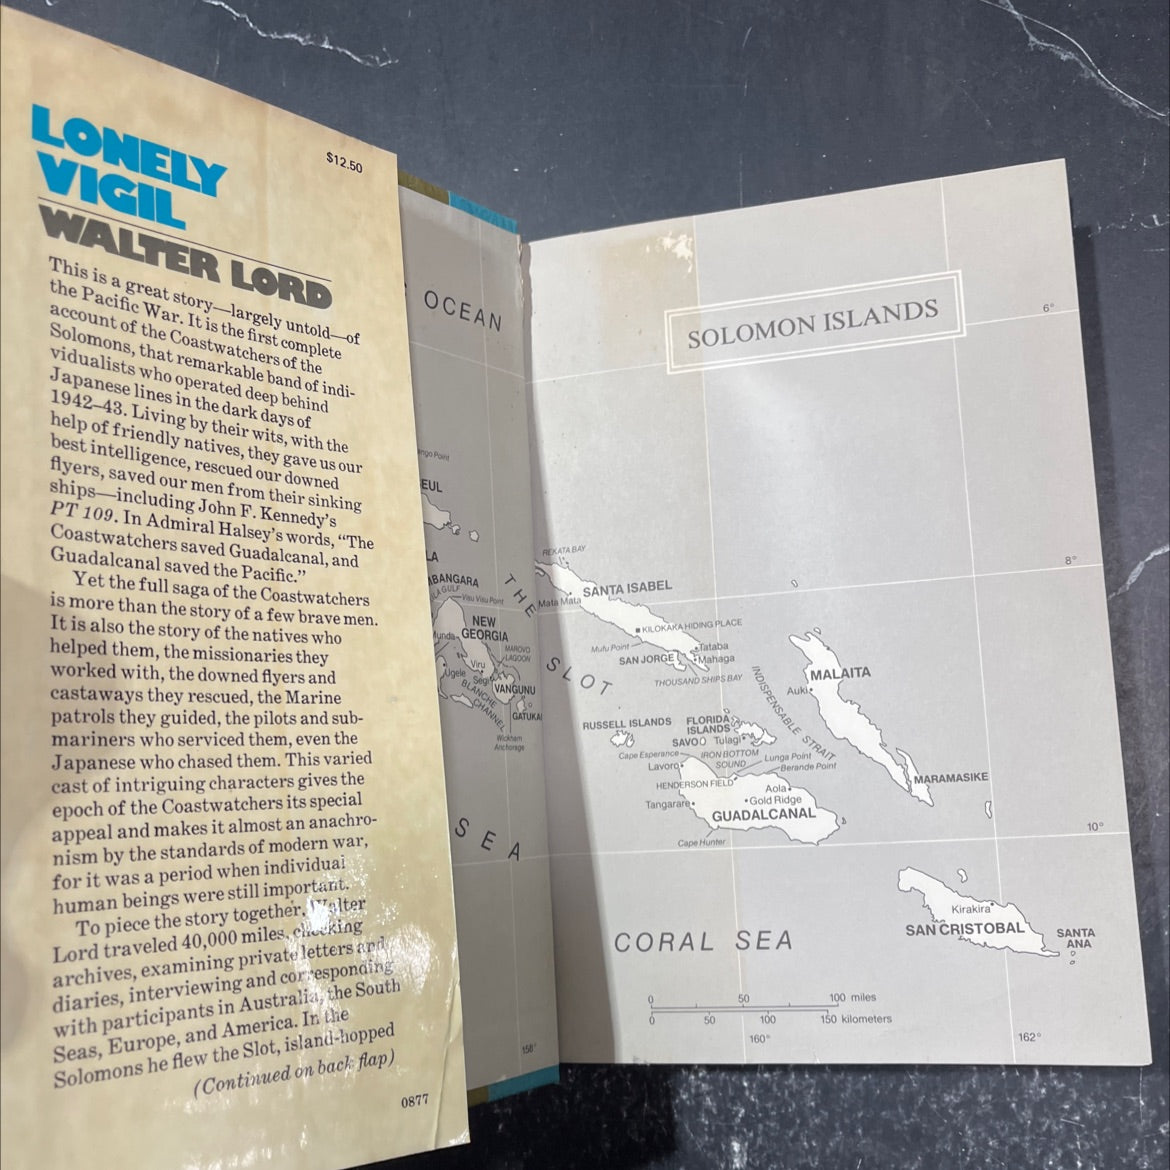 LONELY
VIGIL
$12.50
WALTER LORD
This is a great story—largely untold—of
the Pacific War. It is the first complete
account of the Coastwatchers of the
Solomons, that remarkable band of indi-
vidualists who operated deep behind
Japanese lines in the dark days of
1942–43. Living by their wits, with the
help of friendly natives, they gave us our
best intelligence, rescued our downed
flyers, saved our men from their sinking
ships—including John F. Kennedy's
PT 109. In Admiral Halsey's words, "The
Coastwatchers saved Guadalcanal, and
Guadalcanal saved the Pacific."
Yet the full saga of the Coastwatchers
is more than the story of a few brave men.
It is also the story of the natives who
helped them, the missionaries they
worked with, the downed flyers and
castaways they rescued, the Marine
patrols they guided, the pilots and sub-
mariners who serviced them, even the
Japanese who chased them. This varied
cast of intriguing characters gives the
epoch of the Coastwatchers its special
appeal and makes it almost an anachro-
nism by the standards of modern war,
for it was a period when individual
human beings were still important.
To piece the story together, Walter
Lord traveled 40,000 miles, checking
archives, examining private letters and
diaries, interviewing and corresponding
with participants in Australia, the South
Seas, Europe, and America. In the
Solomons he flew the Slot, island-hopped
(Continued on back flap)
0877
OCEAN
ngo Point
EUL
LA
BANGARA
LA GULF
Visu Visu Point
NEW
GEORGIA
Munda
MAROVO
LAGOON
Viru
Ugele
Segi
VANGUNU
BLANCHE
CHANNEL
GATUKA
Wickham
Anchorage
SEA
158°
SOLOMON ISLANDS
6°
REKATA BAY
8°
THE SLOT
SANTA ISABEL
Mata Mata
KILOKAKA HIDING PLACE
Mufu Point
Tataba
SAN JORGE
Mahaga
THOUSAND SHIPS BAY
MALAITA
Auki
INDISPENSABLE STRAIT
RUSSELL ISLANDS
FLORIDA
ISLANDS
SAVO
Tulagi
Cape Esperance
IRON BOTTOM
SOUND
Lunga Point
Lavoro
Berande Point
MARAMASIKE
HENDERSON FIELD
Aola
Tangarare
Gold Ridge
GUADALCANAL
10°
Cape Hunter
Kirakira
SAN CRISTOBAL
SANTA
ANA
CORAL SEA
0 50 100 miles
0 50 100 150 kilometers
160°
162°